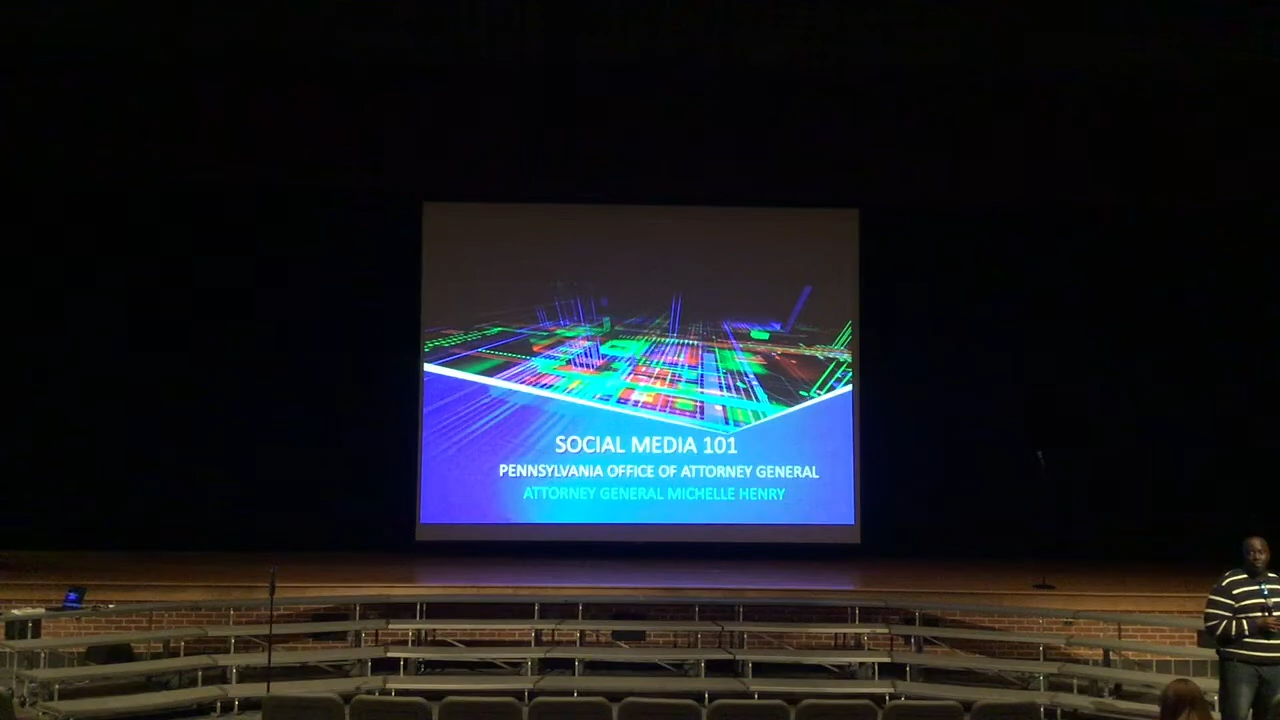 SOCIAL MEDIA 101
PENNSYLVANIA OFFICE OF ATTORNEY GENERAL
ATTORNEY GENERAL MICHELLE HENRY